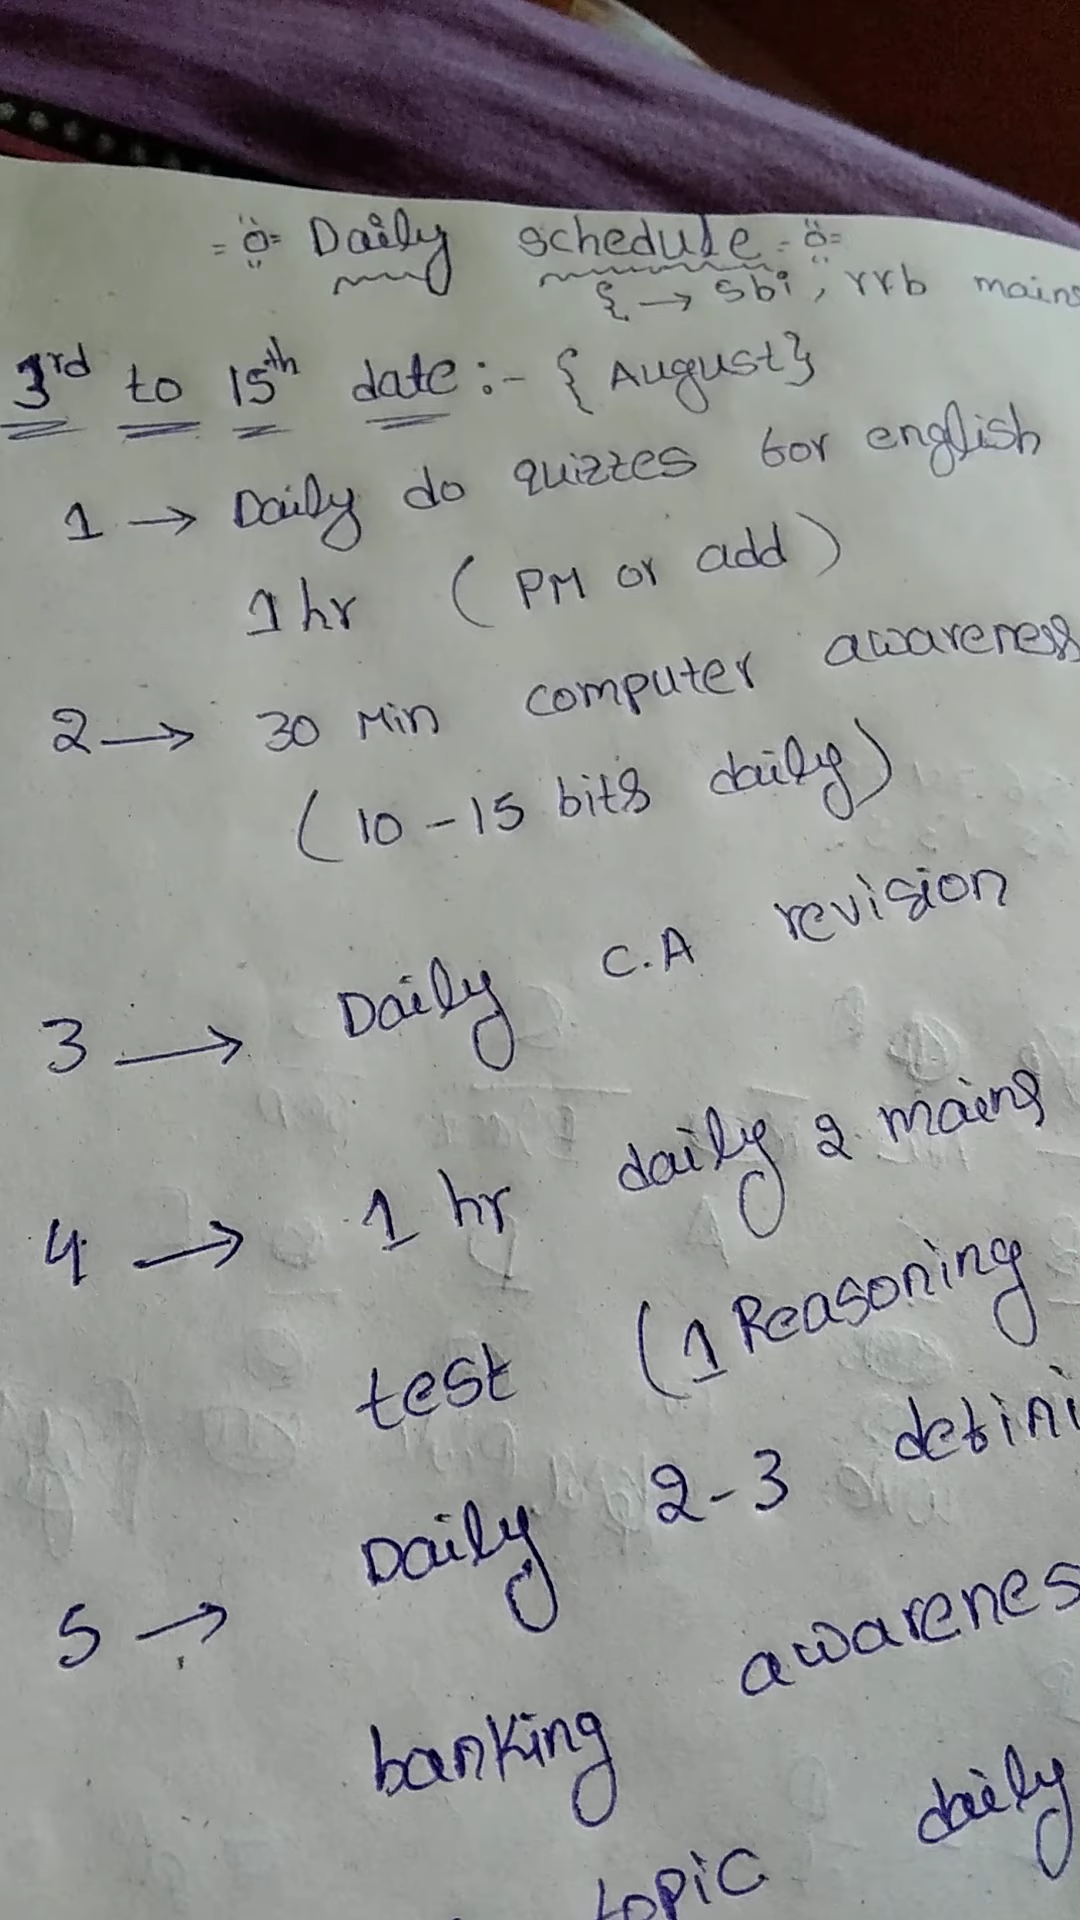 Daily schedule
{ → sbi, rrb mains
3rd to 15th date :- { August }
1 → Daily do quizzes for english
1 hr ( PM or add )
2 → 30 Min computer awareness
( 10 - 15 bits daily )
3 → Daily C.A revision
4 → 1 hr daily 2 mains
test ( 1 Reasoning
5 → Daily 2-3 defini
banking awarenes
topic daily